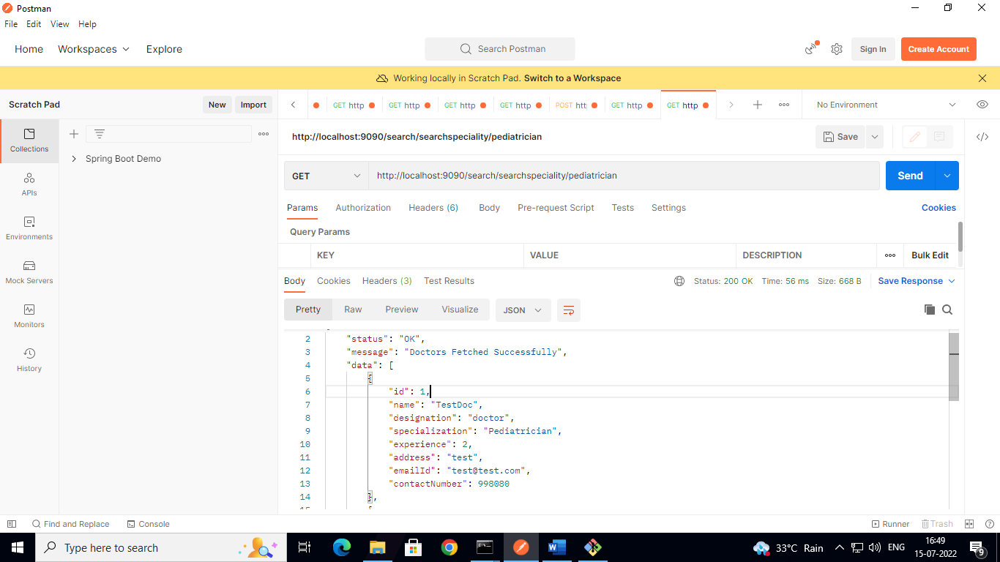 Postman
File Edit View Help
Home Workspaces Explore
Search Postman
Sign In
Create Account
Working locally in Scratch Pad. Switch to a Workspace
Scratch Pad
New
Import
GET http
GET http
GET http
GET http
POST htt
GET http
GET http
No Environment
Collections
APIs
Environments
Mock Servers
Monitors
History
Spring Boot Demo
http://localhost:9090/search/searchspeciality/pediatrician
Save
GET
http://localhost:9090/search/searchspeciality/pediatrician
Send
Params Authorization Headers (6) Body Pre-request Script Tests Settings Cookies
Query Params
KEY VALUE DESCRIPTION Bulk Edit
Body Cookies Headers (3) Test Results Status: 200 OK Time: 56 ms Size: 668 B Save Response
Pretty Raw Preview Visualize JSON
2 "status": "OK",
3 "message": "Doctors Fetched Successfully",
4 "data": [
5 {
6 "id": 1,
7 "name": "TestDoc",
8 "designation": "doctor",
9 "specialization": "Pediatrician",
10 "experience": 2,
11 "address": "test",
12 "emailId": "test@test.com",
13 "contactNumber": 998080
14 },
Find and Replace Console Runner Trash
Type here to search
33°C Rain
ENG
16:49
15-07-2022
9